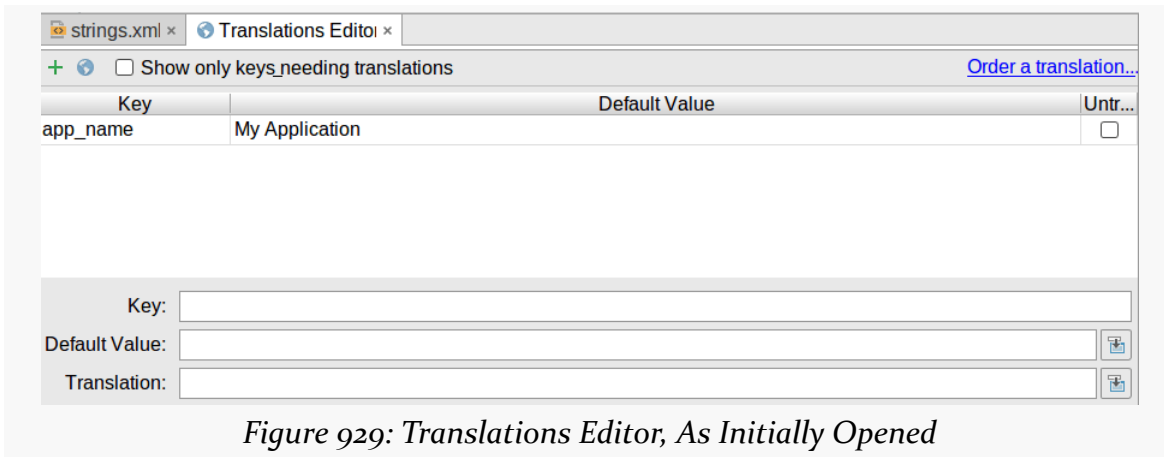 strings.xml × Translations Editor ×
+ Show only keys needing translations Order a translation...
Key Default Value Untr...
app_name My Application
Key:
Default Value:
Translation:
Figure 929: Translations Editor, As Initially Opened